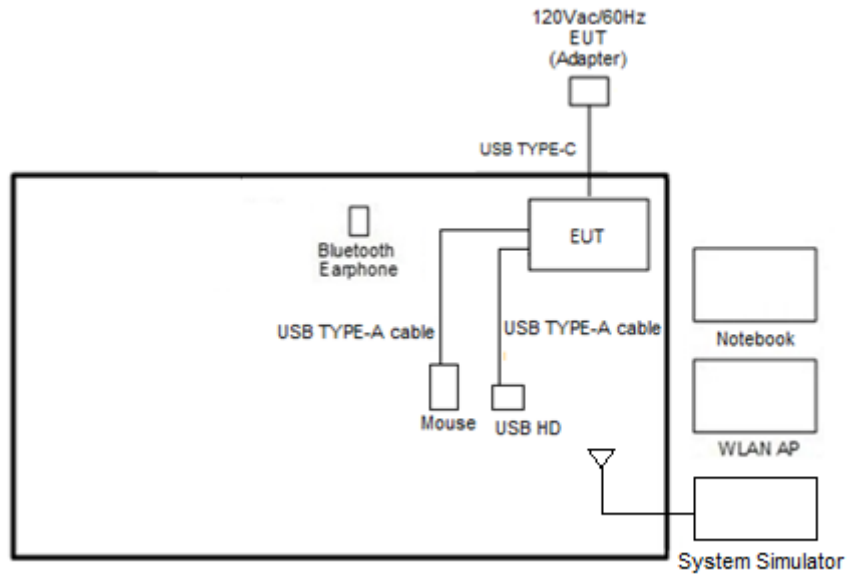 120Vac/60Hz
EUT
(Adapter)
USB TYPE-C
EUT
Bluetooth
Earphone
USB TYPE-A cable
USB TYPE-A cable
Notebook
Mouse
USB HD
WLAN AP
System Simulator